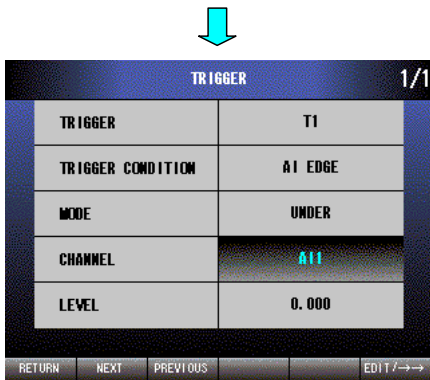 TRIGGER 1/1
TRIGGER T1
TRIGGER CONDITION AI EDGE
MODE UNDER
CHANNEL AI1
LEVEL 0.000
RETURN NEXT PREVIOUS EDIT/→→